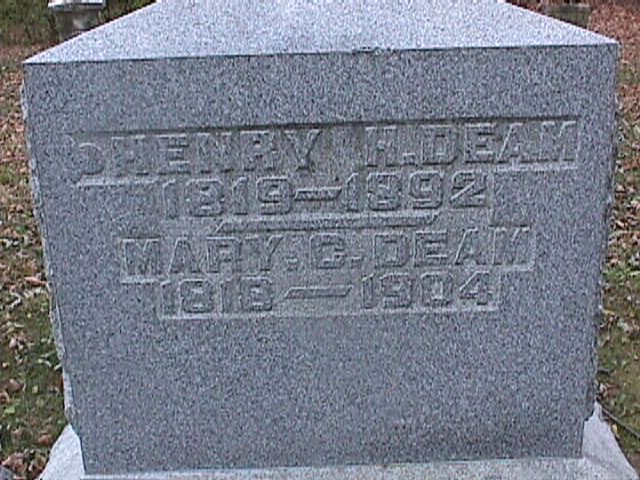 HENRY H. DEAM
1819—1892
MARY. C. DEAM
1818—1904